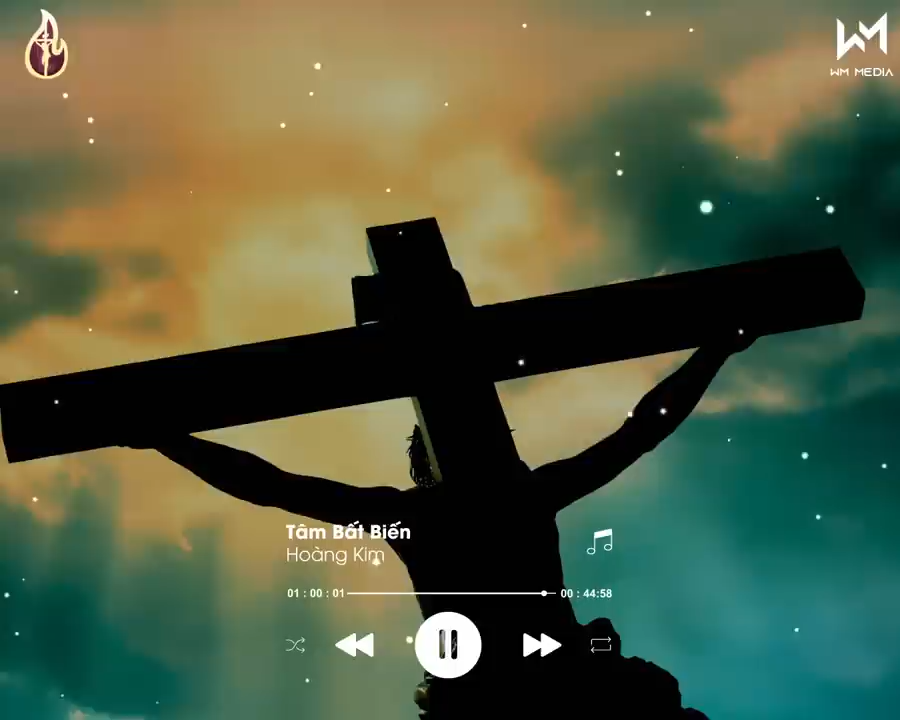 WM MEDIA
Tâm Bất Biến
Hoàng Kim
01 : 00 : 01
00 : 44:58